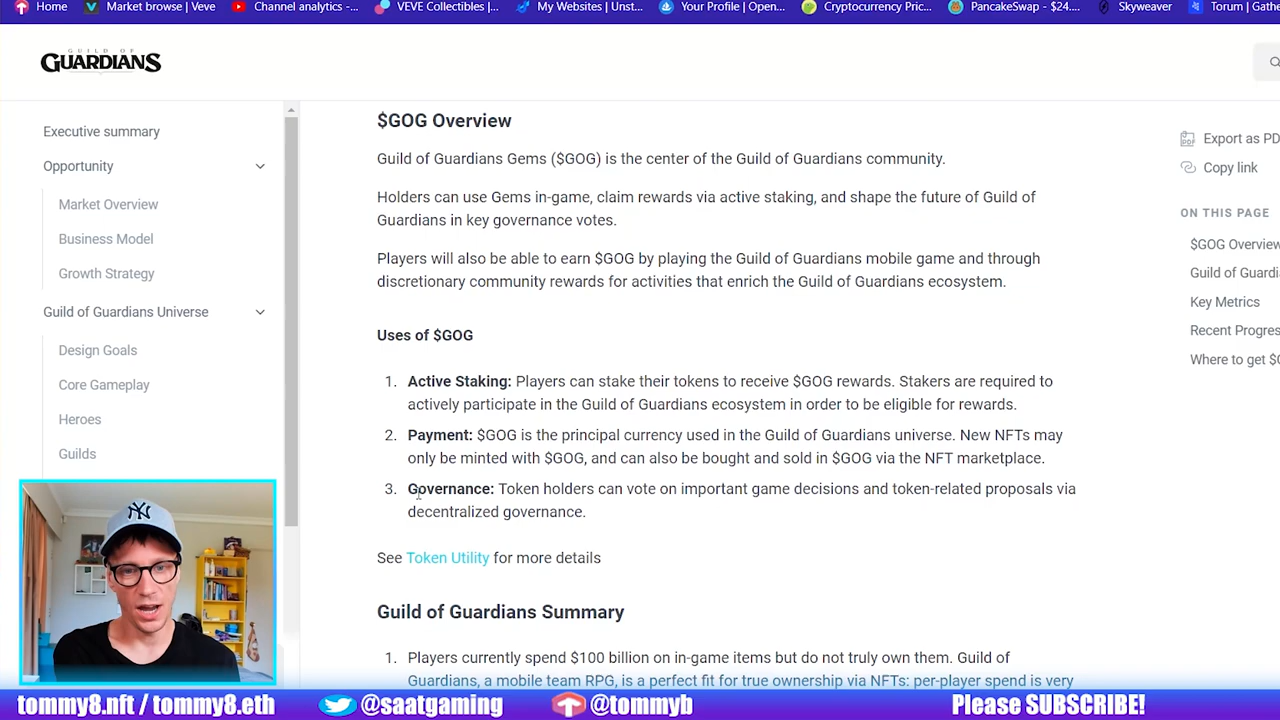 Home
Market browse | Veve
Channel analytics -...
VEVE Collectibles |...
My Websites | Unst...
Your Profile | Open...
Cryptocurrency Pric...
PancakeSwap - $24....
Skyweaver
Torum | Gathe
GUILD OF
GUARDIANS
Executive summary
Opportunity
Market Overview
Business Model
Growth Strategy
Guild of Guardians Universe
Design Goals
Core Gameplay
Heroes
Guilds
$GOG Overview
Guild of Guardians Gems ($GOG) is the center of the Guild of Guardians community.
Holders can use Gems in-game, claim rewards via active staking, and shape the future of Guild of
Guardians in key governance votes.
Players will also be able to earn $GOG by playing the Guild of Guardians mobile game and through
discretionary community rewards for activities that enrich the Guild of Guardians ecosystem.
Uses of $GOG
1. Active Staking: Players can stake their tokens to receive $GOG rewards. Stakers are required to
actively participate in the Guild of Guardians ecosystem in order to be eligible for rewards.
2. Payment: $GOG is the principal currency used in the Guild of Guardians universe. New NFTs may
only be minted with $GOG, and can also be bought and sold in $GOG via the NFT marketplace.
3. Governance: Token holders can vote on important game decisions and token-related proposals via
decentralized governance.
See Token Utility for more details
Guild of Guardians Summary
1. Players currently spend $100 billion on in-game items but do not truly own them. Guild of
Guardians, a mobile team RPG, is a perfect fit for true ownership via NFTs: per-player spend is very
Export as PD
Copy link
ON THIS PAGE
$GOG Overview
Guild of Guardi
Key Metrics
Recent Progres
Where to get $G
tommy8.nft / tommy8.eth
@saatgaming
@tommyb
Please SUBSCRIBE!